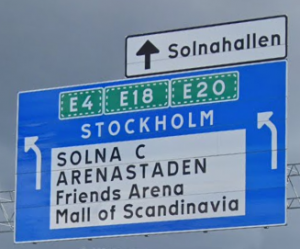 Solnahallen
E4 E18 E20
STOCKHOLM
SOLNA C
ARENASTADEN
Friends Arena
Mall of Scandinavia